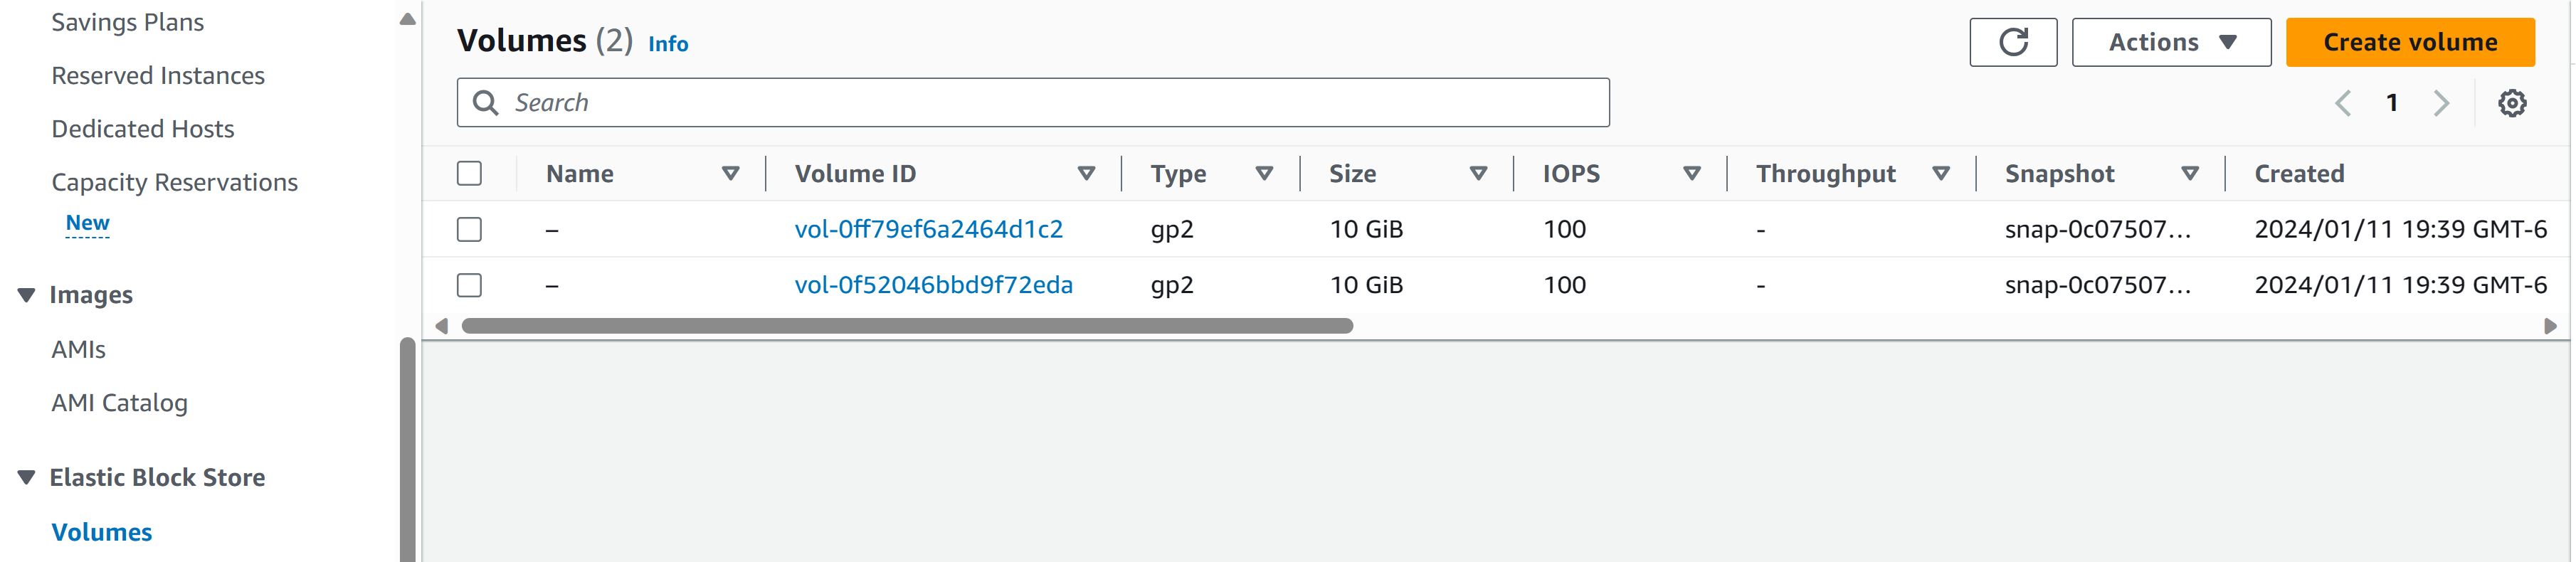 Savings Plans
Reserved Instances
Dedicated Hosts
Capacity Reservations
New
Images
AMIs
AMI Catalog
Elastic Block Store
Volumes
Volumes (2) Info
Actions
Create volume
Search
1
Name Volume ID Type Size IOPS Throughput Snapshot Created
– vol-0ff79ef6a2464d1c2 gp2 10 GiB 100 - snap-0c07507... 2024/01/11 19:39 GMT-6
– vol-0f52046bbd9f72eda gp2 10 GiB 100 - snap-0c07507... 2024/01/11 19:39 GMT-6